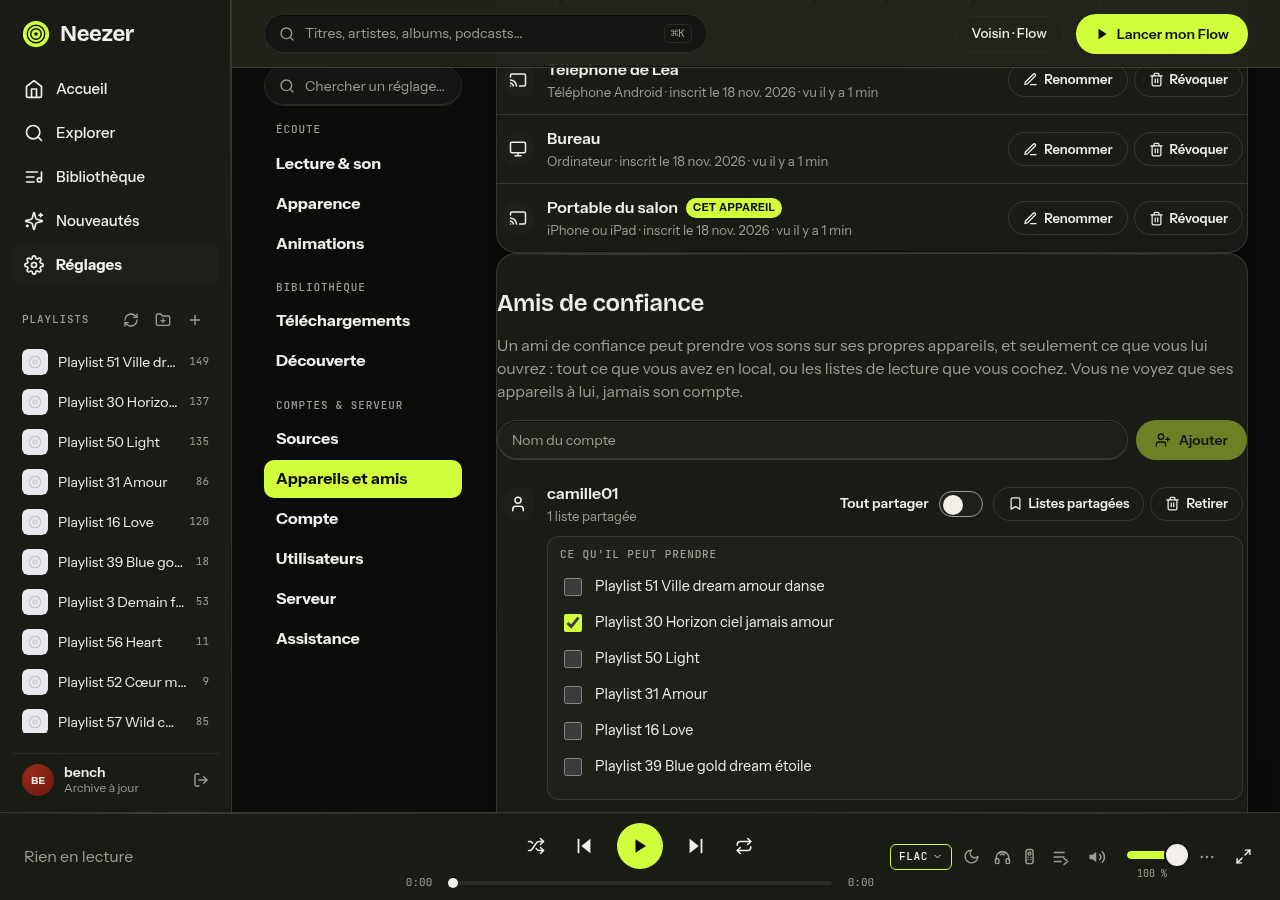 Neezer
Titres, artistes, albums, podcasts...
⌘K
Voisin · Flow
Lancer mon Flow
Accueil
Explorer
Bibliothèque
Nouveautés
Réglages
PLAYLISTS
Playlist 51 Ville dr... 149
Playlist 30 Horizo... 137
Playlist 50 Light 135
Playlist 31 Amour 86
Playlist 16 Love 120
Playlist 39 Blue go... 18
Playlist 3 Demain f... 53
Playlist 56 Heart 11
Playlist 52 Cœur m... 9
Playlist 57 Wild c... 85
BE
bench
Archive à jour
Chercher un réglage...
ÉCOUTE
Lecture & son
Apparence
Animations
BIBLIOTHÈQUE
Téléchargements
Découverte
COMPTES & SERVEUR
Sources
Appareils et amis
Compte
Utilisateurs
Serveur
Assistance
Téléphone de Léa
Téléphone Android · inscrit le 18 nov. 2026 · vu il y a 1 min
Renommer
Révoquer
Bureau
Ordinateur · inscrit le 18 nov. 2026 · vu il y a 1 min
Renommer
Révoquer
Portable du salon CET APPAREIL
iPhone ou iPad · inscrit le 18 nov. 2026 · vu il y a 1 min
Renommer
Révoquer
Amis de confiance
Un ami de confiance peut prendre vos sons sur ses propres appareils, et seulement ce que vous lui
ouvrez : tout ce que vous avez en local, ou les listes de lecture que vous cochez. Vous ne voyez que ses
appareils à lui, jamais son compte.
Nom du compte
Ajouter
camille01
1 liste partagée
Tout partager
Listes partagées
Retirer
CE QU'IL PEUT PRENDRE
Playlist 51 Ville dream amour danse
Playlist 30 Horizon ciel jamais amour
Playlist 50 Light
Playlist 31 Amour
Playlist 16 Love
Playlist 39 Blue gold dream étoile
Rien en lecture
0:00
0:00
FLAC
100 %